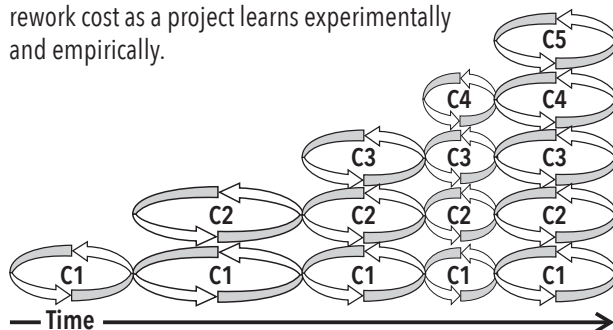 rework cost as a project learns experimentally
and empirically.
C5
C4 C4
C3 C3 C3
C2 C2 C2 C2
C1 C1 C1 C1 C1
Time